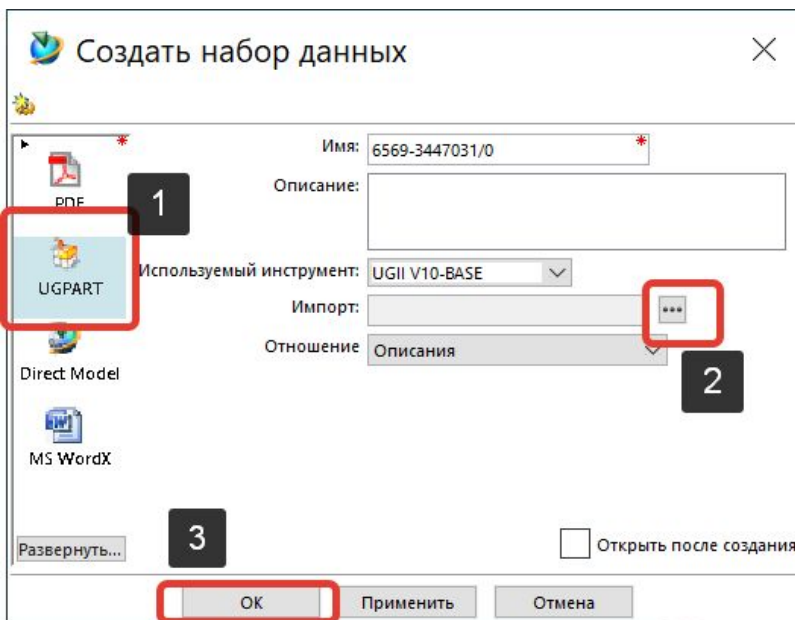 Создать набор данных
Имя: 6569-3447031/0 *
*
PDF
1
Описание:
UGPART
Используемый инструмент: UGII V10-BASE
Импорт: ...
2
Отношение Описания
Direct Model
MS WordX
Развернуть...
3
Открыть после создания
ОК Применить Отмена